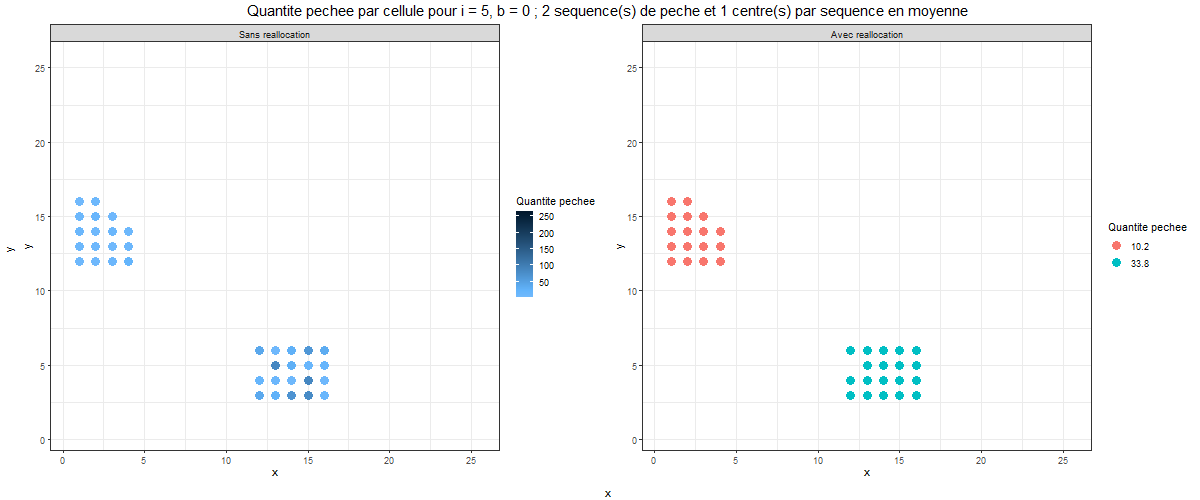 Quantite pechee par cellule pour i = 5, b = 0 ; 2 sequence(s) de peche et 1 centre(s) par sequence en moyenne
Sans reallocation
25
20
15
10
5
0
0 5 10 15 20 25
x
y
y
Quantite pechee
250
200
150
100
50
Avec reallocation
25
20
15
10
5
0
0 5 10 15 20 25
x
y
Quantite pechee
10.2
33.8
x